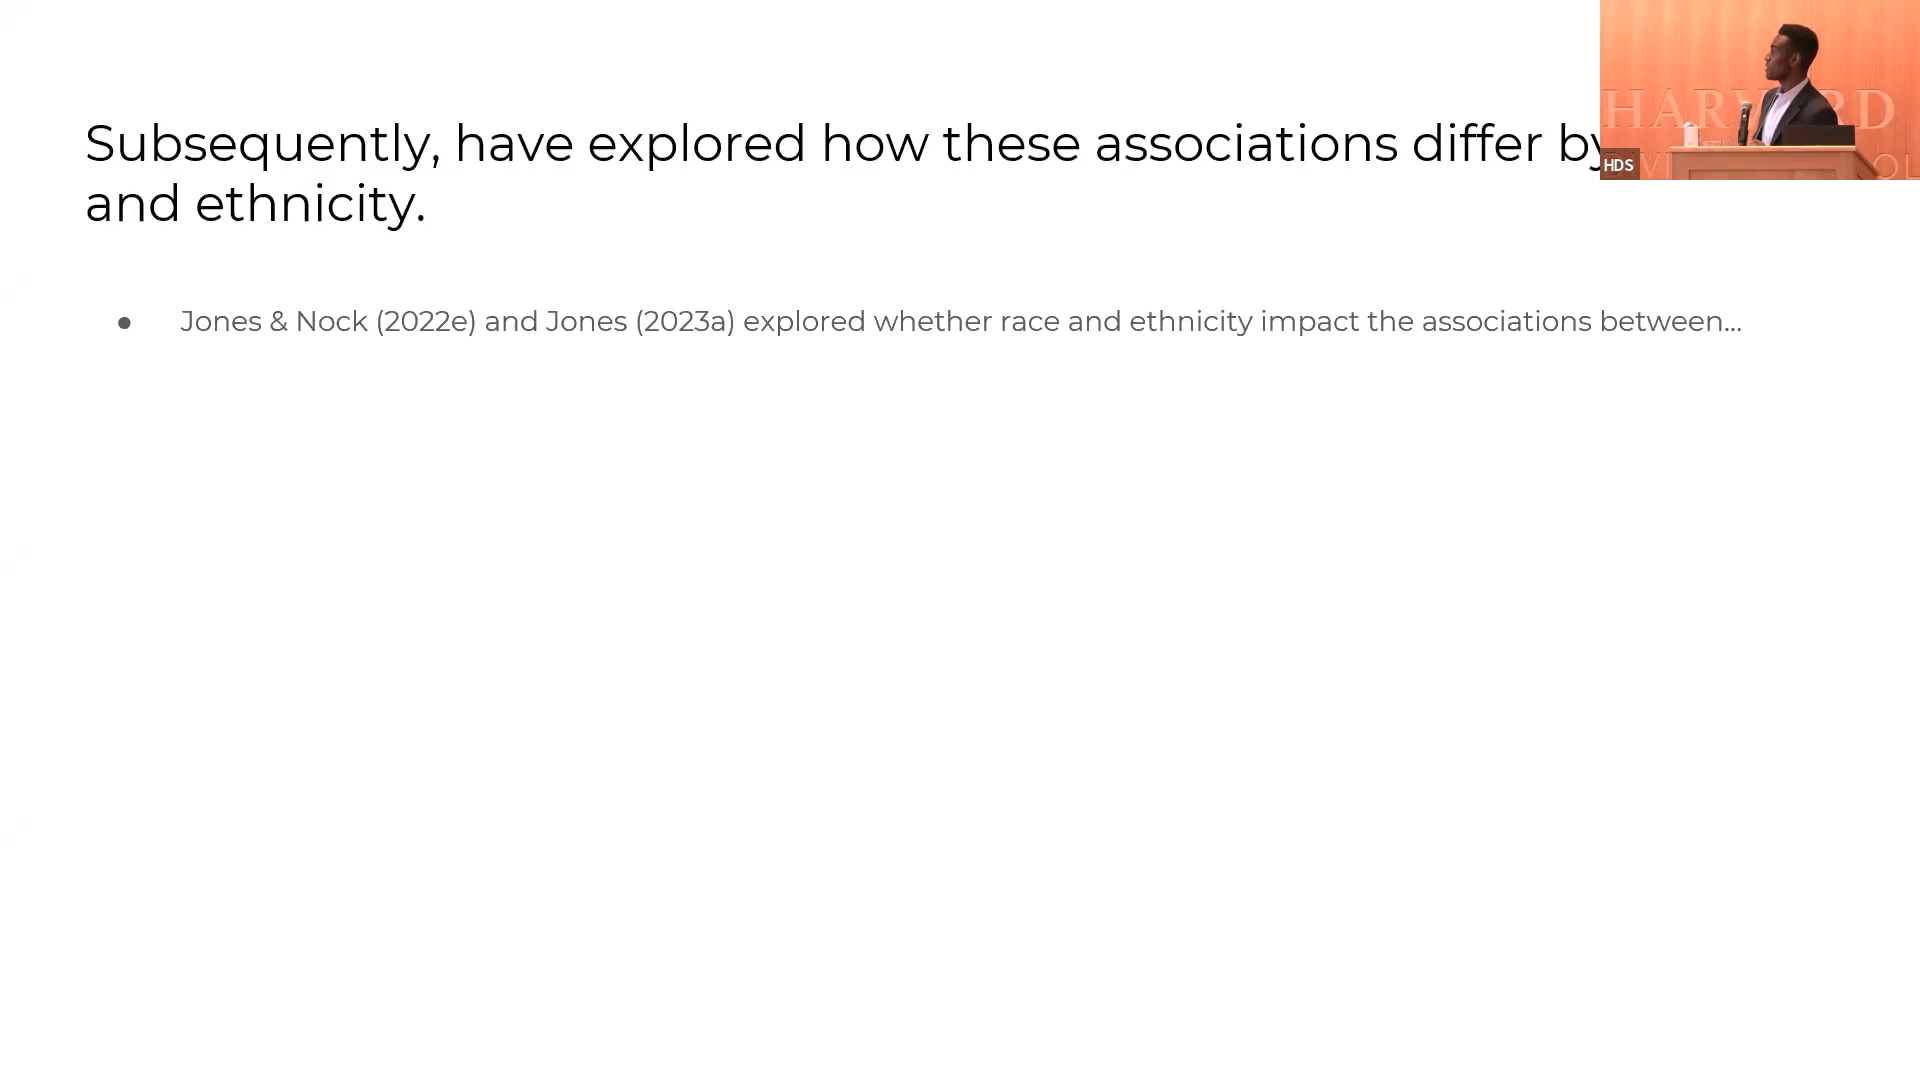 Subsequently, have explored how these associations differ by
and ethnicity.
● Jones & Nock (2022e) and Jones (2023a) explored whether race and ethnicity impact the associations between...
HDS